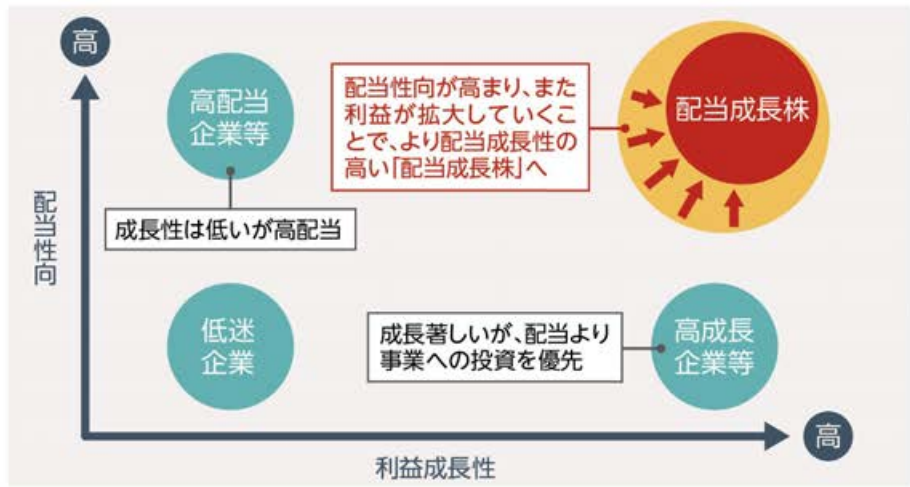 高
高配当
企業等
成長性は低いが高配当
配当性向が高まり、また
利益が拡大していくこ
とで、より配当成長性の
高い「配当成長株」へ
配当成長株
配当性向
低迷
企業
成長著しいが、配当より
事業への投資を優先
高成長
企業等
高
利益成長性